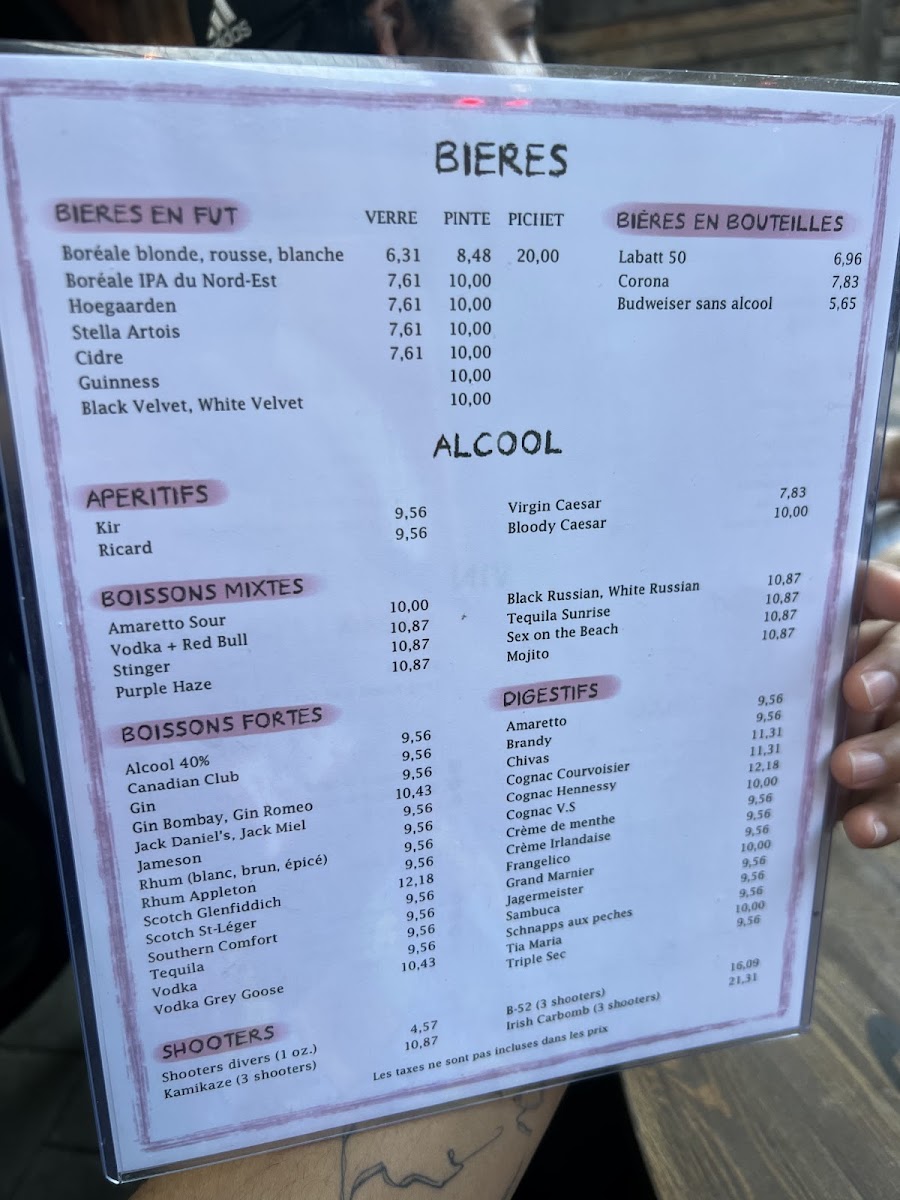 adidas
BIERES
BIERES EN FUT VERRE PINTE PICHET
Boréale blonde, rousse, blanche 6,31 8,48 20,00
Boréale IPA du Nord-Est 7,61 10,00
Hoegaarden 7,61 10,00
Stella Artois 7,61 10,00
Cidre 7,61 10,00
Guinness 10,00
Black Velvet, White Velvet 10,00
BIÈRES EN BOUTEILLES
Labatt 50 6,96
Corona 7,83
Budweiser sans alcool 5,65
ALCOOL
APERITIFS
Kir 9,56
Ricard 9,56
Virgin Caesar 7,83
Bloody Caesar 10,00
BOISSONS MIXTES
Amaretto Sour 10,00
Vodka + Red Bull 10,87
Stinger 10,87
Purple Haze 10,87
Black Russian, White Russian 10,87
Tequila Sunrise 10,87
Sex on the Beach 10,87
Mojito 10,87
BOISSONS FORTES
Alcool 40% 9,56
Canadian Club 9,56
Gin 9,56
Gin Bombay, Gin Romeo 10,43
Jack Daniel's, Jack Miel 9,56
Jameson 9,56
Rhum (blanc, brun, épicé) 9,56
Rhum Appleton 9,56
Scotch Glenfiddich 12,18
Scotch St-Léger 9,56
Southern Comfort 9,56
Tequila 9,56
Vodka 9,56
Vodka Grey Goose 10,43
DIGESTIFS
Amaretto 9,56
Brandy 9,56
Chivas 11,31
Cognac Courvoisier 11,31
Cognac Hennessy 12,18
Cognac V.S 10,00
Crème de menthe 9,56
Crème Irlandaise 9,56
Frangelico 9,56
Grand Marnier 10,00
Jagermeister 9,56
Sambuca 9,56
Schnapps aux peches 9,56
Tia Maria 10,00
Triple Sec 9,56
SHOOTERS
Shooters divers (1 oz.) 4,57
Kamikaze (3 shooters) 10,87
B-52 (3 shooters) 16,09
Irish Carbomb (3 shooters) 21,31
Les taxes ne sont pas incluses dans les prix